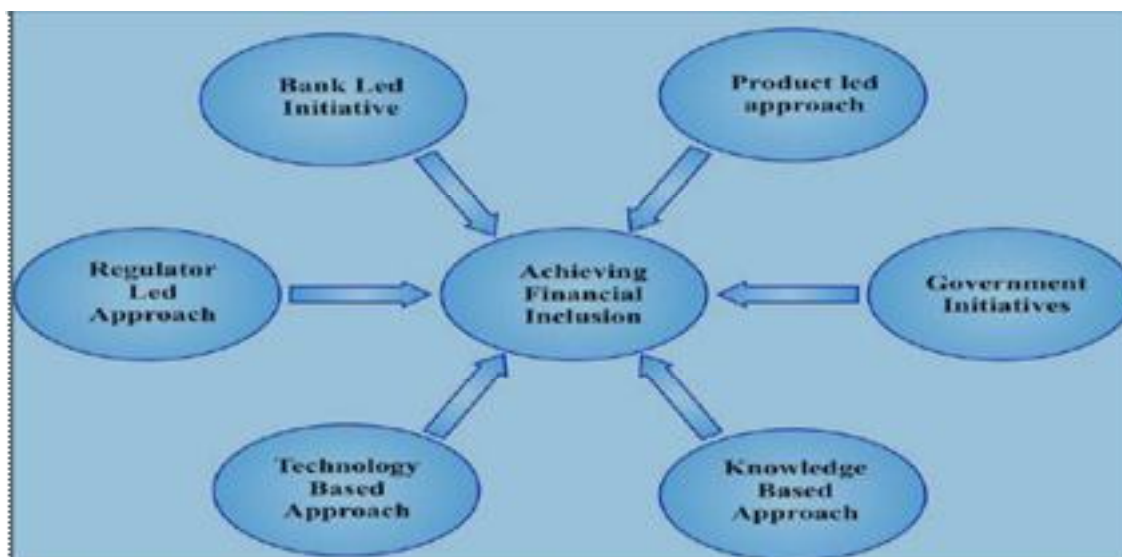 Bank Led
Initiative
Product led
approach
Regulator
Led
Approach
Achieving
Financial
Inclusion
Government
Initiatives
Technology
Based
Approach
Knowledge
Based
Approach